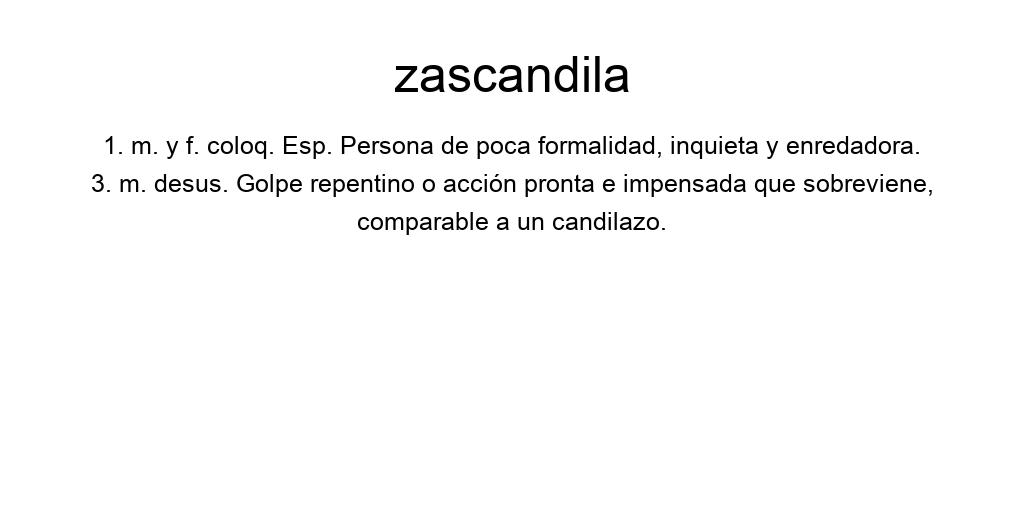 zascandila
1. m. y f. coloq. Esp. Persona de poca formalidad, inquieta y enredadora.
3. m. desus. Golpe repentino o acción pronta e impensada que sobreviene,
comparable a un candilazo.